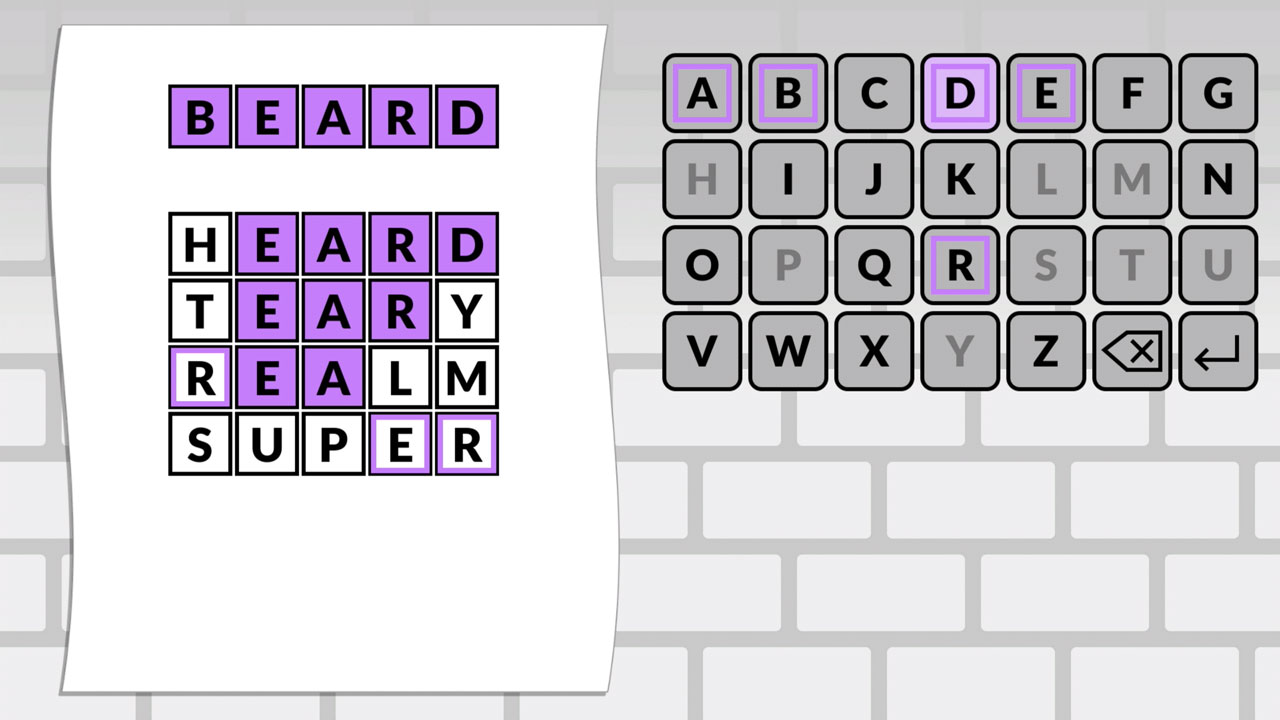 BEARD
HEARD
TEARY
REALM
SUPER
A B C D E F G
H I J K L M N
O P Q R S T U
V W X Y Z